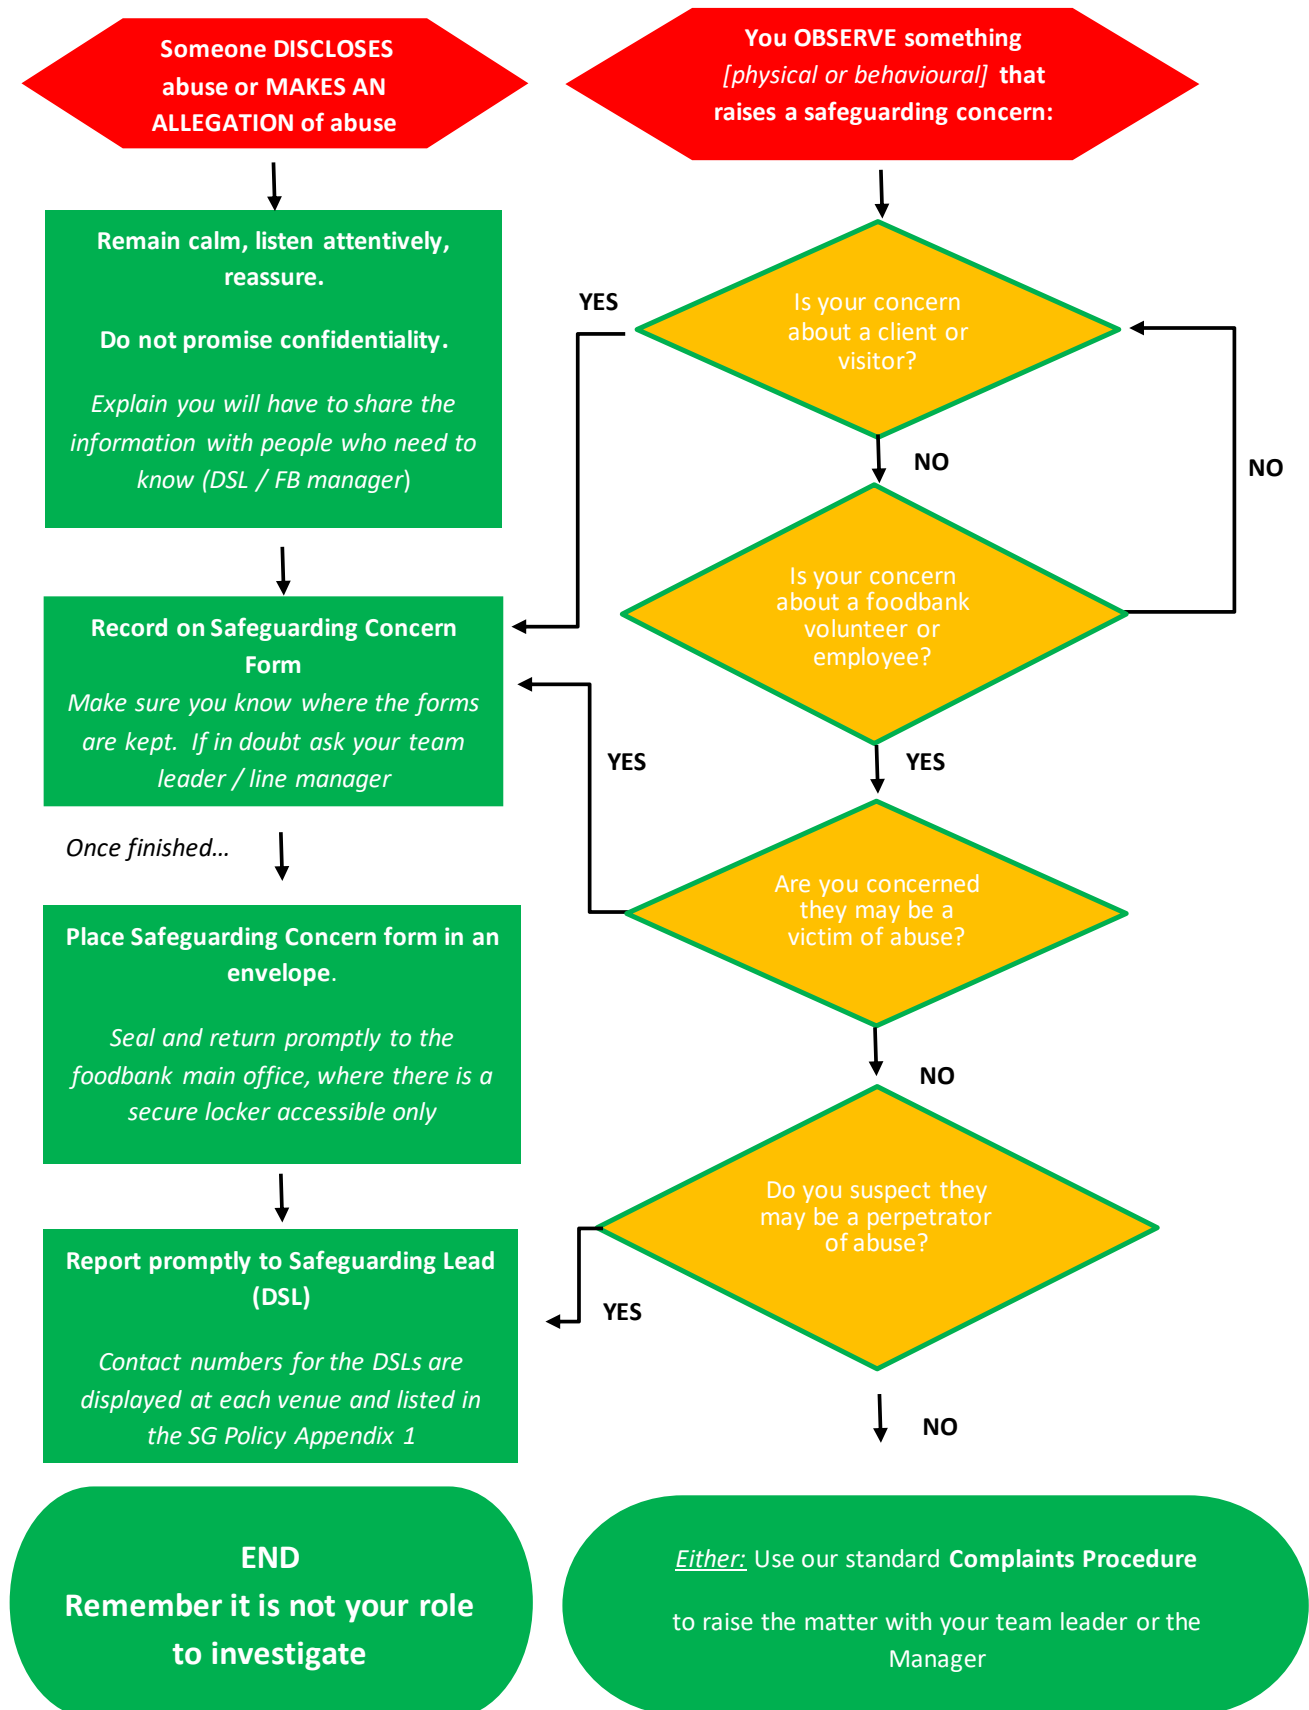 Someone DISCLOSES
abuse or MAKES AN
ALLEGATION of abuse
Remain calm, listen attentively,
reassure.
Do not promise confidentiality.
Explain you will have to share the
information with people who need to
know (DSL / FB manager)
Record on Safeguarding Concern
Form
Make sure you know where the forms
are kept. If in doubt ask your team
leader / line manager
Once finished...
Place Safeguarding Concern form in an
envelope.
Seal and return promptly to the
foodbank main office, where there is a
secure locker accessible only
Report promptly to Safeguarding Lead
(DSL)
Contact numbers for the DSLs are
displayed at each venue and listed in
the SG Policy Appendix 1
END
Remember it is not your role
to investigate
You OBSERVE something
[physical or behavioural] that
raises a safeguarding concern:
Is your concern
about a client or
visitor?
YES
NO
NO
Is your concern
about a foodbank
volunteer or
employee?
YES
YES
Are you concerned
they may be a
victim of abuse?
NO
Do you suspect they
may be a perpetrator
of abuse?
YES
NO
Either: Use our standard Complaints Procedure
to raise the matter with your team leader or the
Manager